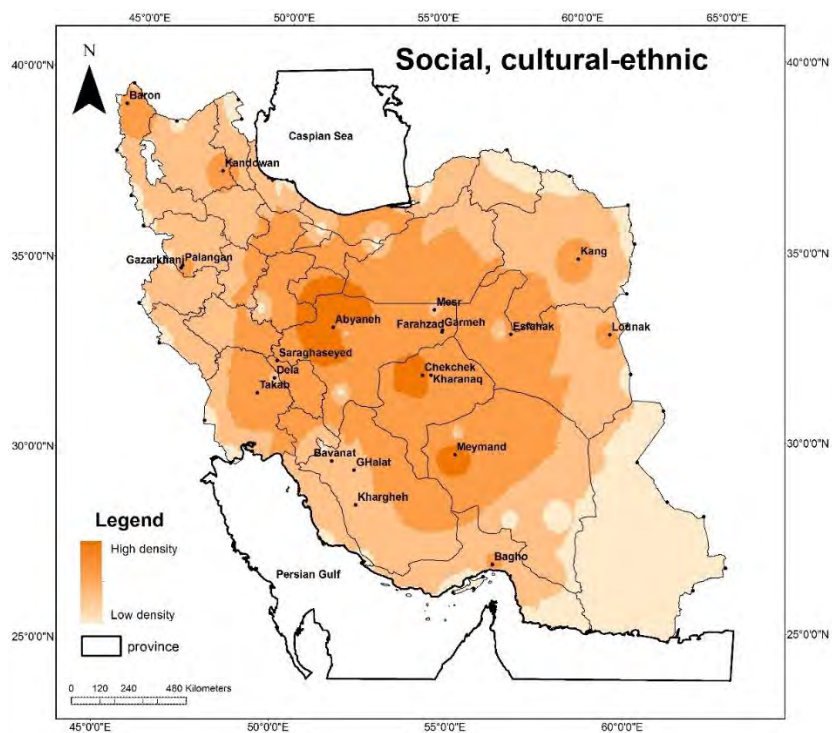 45°0'0"E 50°0'0"E 55°0'0"E 60°0'0"E 65°0'0"E
N
Social, cultural-ethnic
40°0'0"N 40°0'0"N
Baron
Caspian Sea
Kandowan
35°0'0"N 35°0'0"N
Kang
Gazarkhani Palangan
Mesr
Abyaneh
Farahzad Garmeh
Esfahak
Lounak
Saraghaseyed
Dela
Chekchek
Kharanaq
Takab
30°0'0"N 30°0'0"N
Bavanat
Meymand
GHalat
Khargheh
Legend
High density
Low density
province
Persian Gulf
Bagho
25°0'0"N 25°0'0"N
0 120 240 480 Kilometers
45°0'0"E 50°0'0"E 55°0'0"E 60°0'0"E